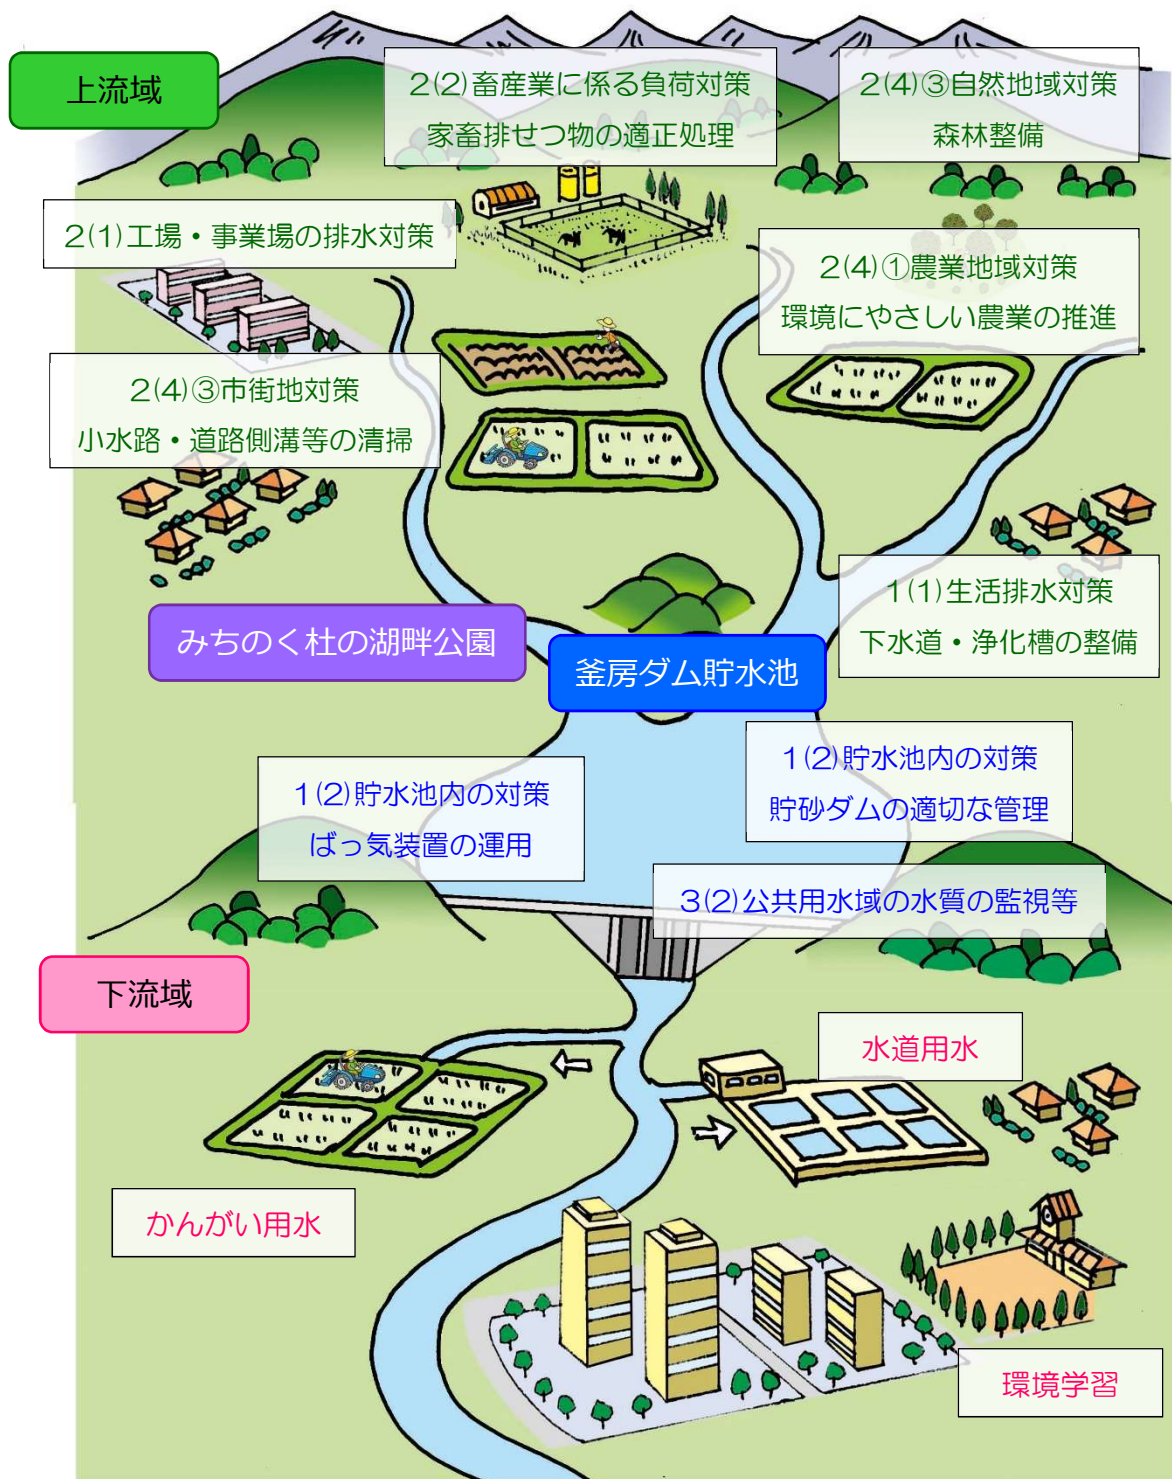 上流域
2(2)畜産業に係る負荷対策
家畜排せつ物の適正処理
2(4)③自然地域対策
森林整備
2(1)工場・事業場の排水対策
2(4)①農業地域対策
環境にやさしい農業の推進
2(4)③市街地対策
小水路・道路側溝等の清掃
1(1)生活排水対策
下水道・浄化槽の整備
みちのく杜の湖畔公園
釜房ダム貯水池
1(2)貯水池内の対策
ばっ気装置の運用
1(2)貯水池内の対策
貯砂ダムの適切な管理
3(2)公共用水域の水質の監視等
下流域
水道用水
かんがい用水
環境学習